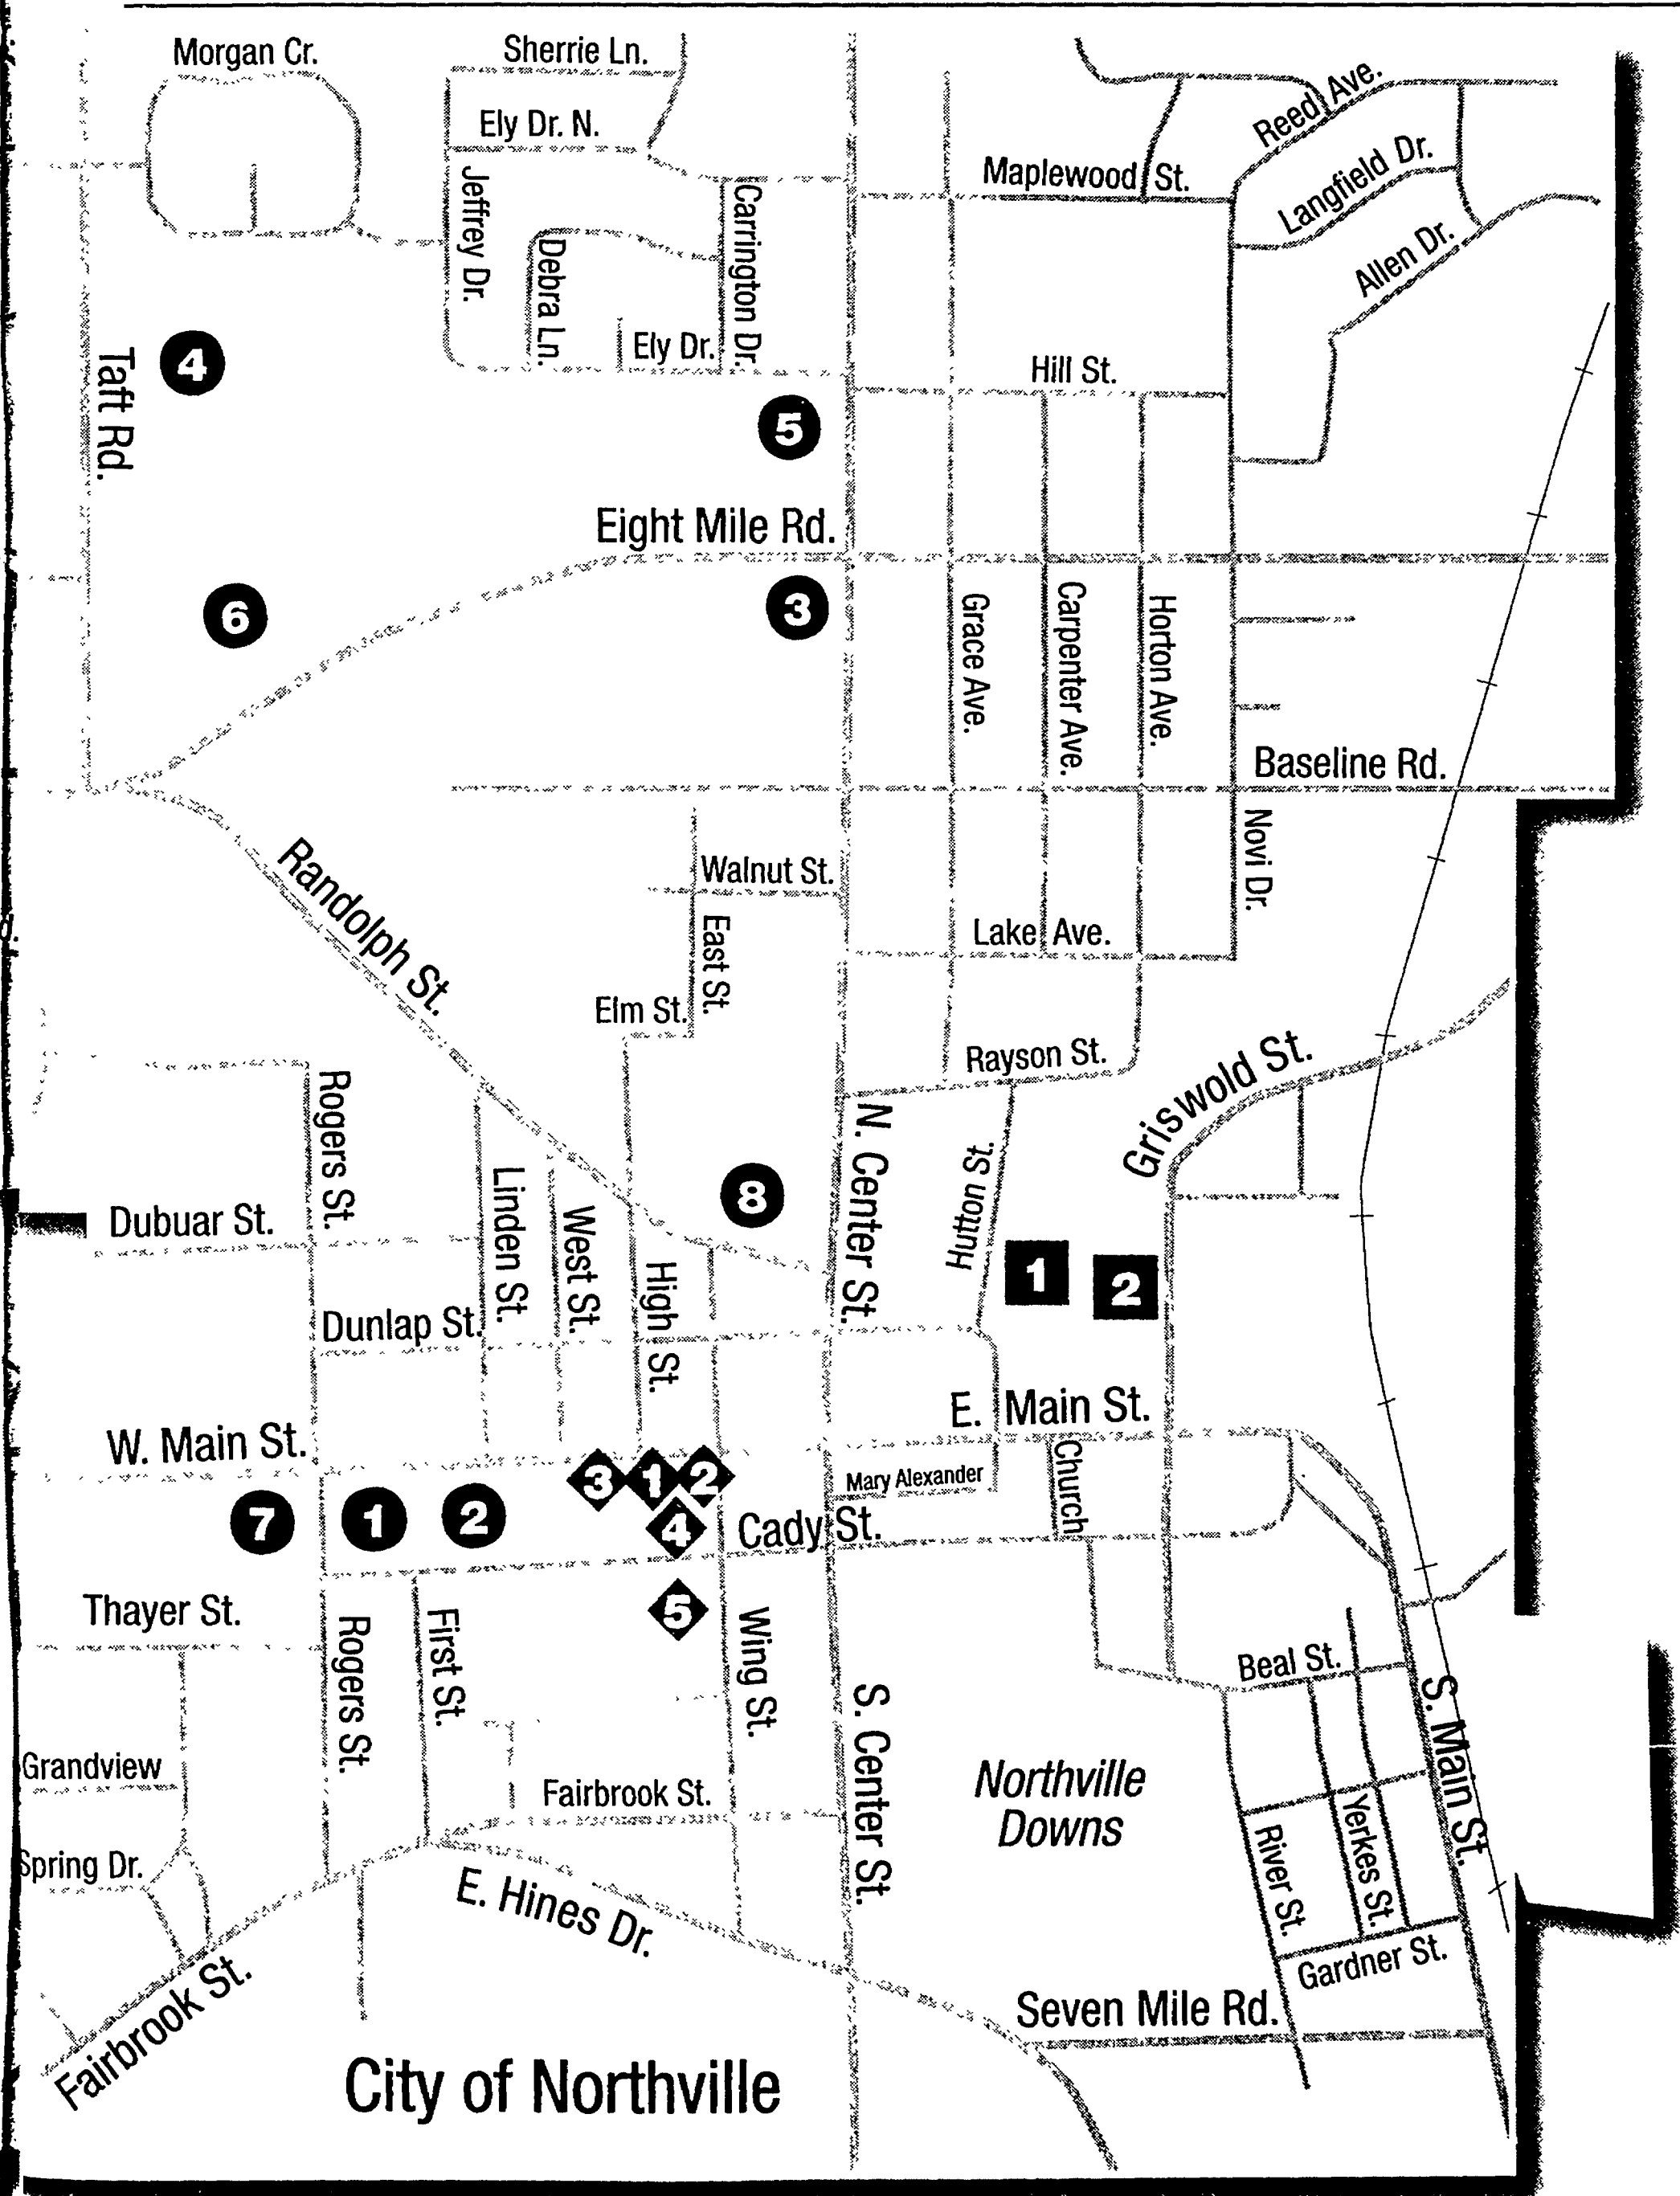 Morgan Cr.
Sherrie Ln.
Ely Dr. N.
Reed Ave.
Maplewood St.
Langfield Dr.
Jeffrey Dr.
Carrington Dr.
Debra Ln.
Allen Dr.
Taft Rd.
4
Ely Dr.
Hill St.
5
Eight Mile Rd.
6
3
Grace Ave.
Carpenter Ave.
Horton Ave.
Baseline Rd.
Novi Dr.
Randolph St.
Walnut St.
East St.
Lake Ave.
Elm St.
Rayson St.
Griswold St.
Rogers St.
N. Center St.
Hutton St.
8
Linden St.
West St.
Dubuar St.
High St.
1
2
Dunlap St.
E. Main St.
W. Main St.
Church
3
1
2
Mary Alexander
7
1
2
4
Cady St.
Thayer St.
5
Rogers St.
First St.
Wing St.
Beal St.
S. Center St.
S. Main St.
Grandview
Fairbrook St.
Northville
Downs
River St.
Yerkes St.
Spring Dr.
E. Hines Dr.
Gardner St.
Fairbrook St.
Seven Mile Rd.
City of Northville